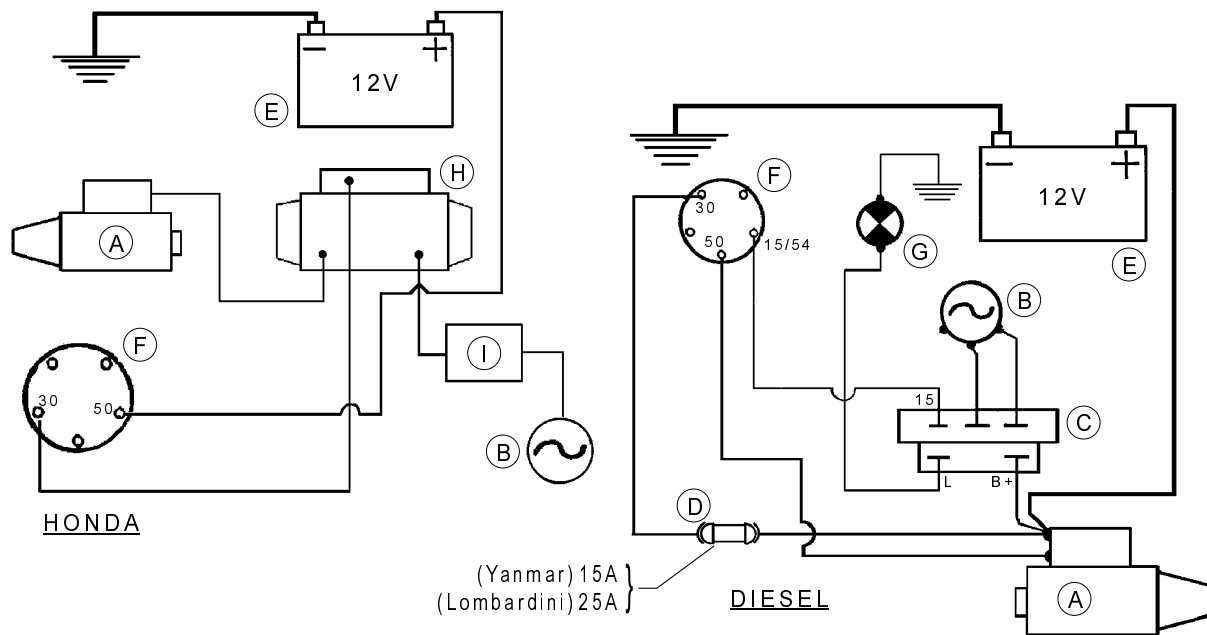 12V
E
H
A
F
30
50
I
B
HONDA
12V
E
F
30
50
15/54
G
B
15
C
L
B+
D
(Yanmar) 15A
(Lombardini) 25A
DIESEL
A